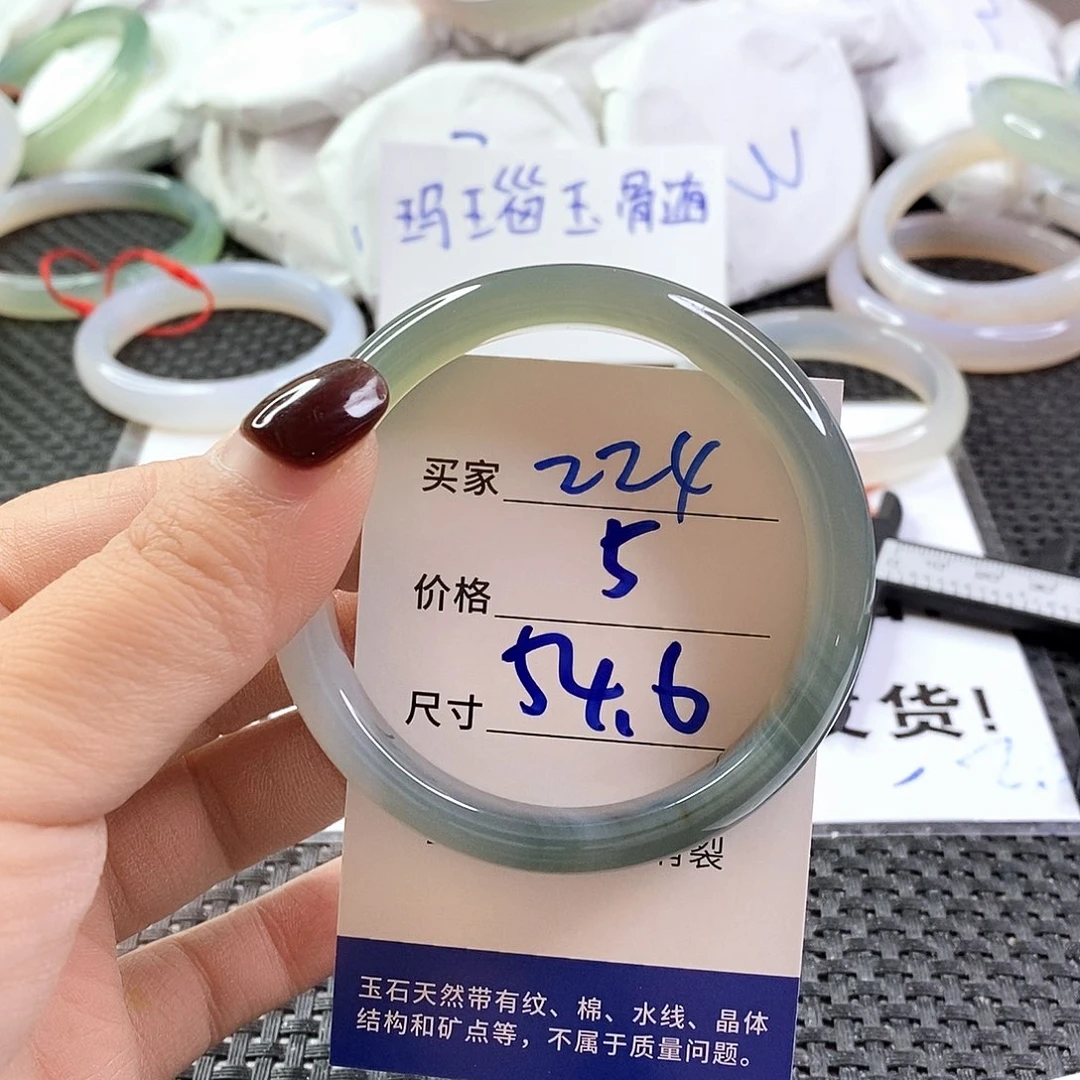 玛瑙玉骨髓
买家 224
价格 5
尺寸 54.6
裂
发货!
玉石天然带有纹、棉、水线、晶体
结构和矿点等，不属于质量问题。